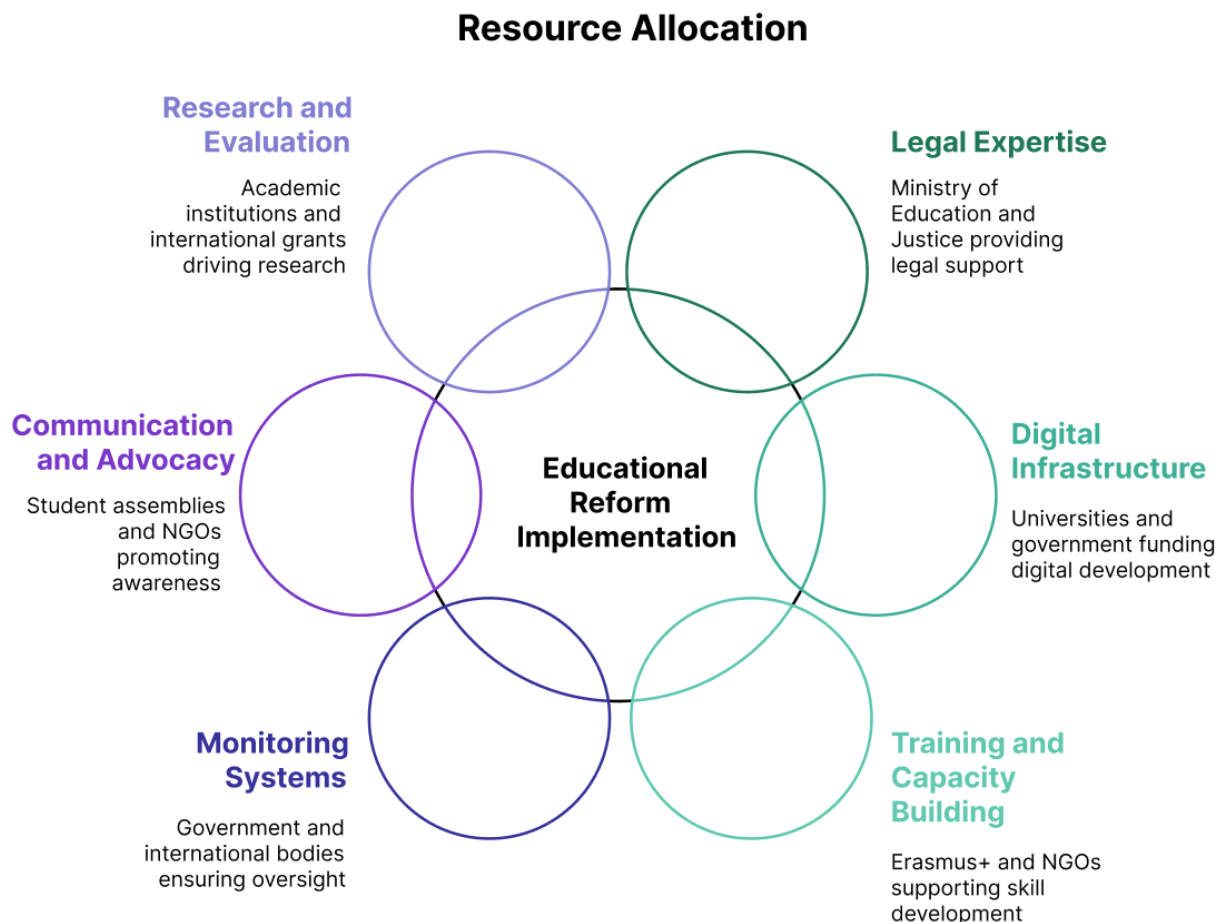 Resource Allocation
Research and
Evaluation
Academic
institutions and
international grants
driving research
Legal Expertise
Ministry of
Education and
Justice providing
legal support
Communication
and Advocacy
Student assemblies
and NGOs
promoting
awareness
Educational
Reform
Implementation
Digital
Infrastructure
Universities and
government funding
digital development
Monitoring
Systems
Government and
international bodies
ensuring oversight
Training and
Capacity
Building
Erasmus+ and NGOs
supporting skill
development